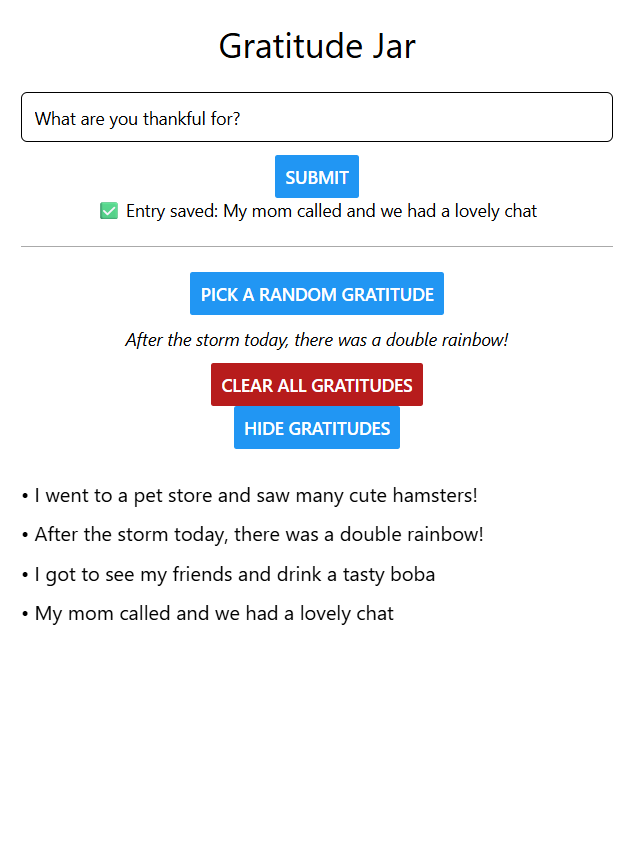 Gratitude Jar
What are you thankful for?
SUBMIT
✅ Entry saved: My mom called and we had a lovely chat
PICK A RANDOM GRATITUDE
After the storm today, there was a double rainbow!
CLEAR ALL GRATITUDES
HIDE GRATITUDES
• I went to a pet store and saw many cute hamsters!
• After the storm today, there was a double rainbow!
• I got to see my friends and drink a tasty boba
• My mom called and we had a lovely chat